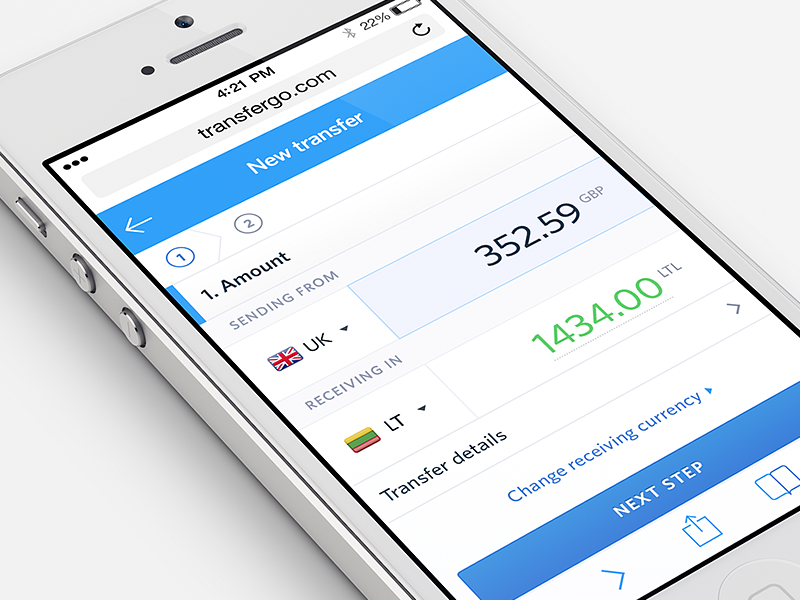 4:21 PM
22%
transfergo.com
New transfer
1
2
1. Amount
SENDING FROM
UK
352.59 GBP
RECEIVING IN
LT
1434.00 LTL
Transfer details
Change receiving currency
NEXT STEP